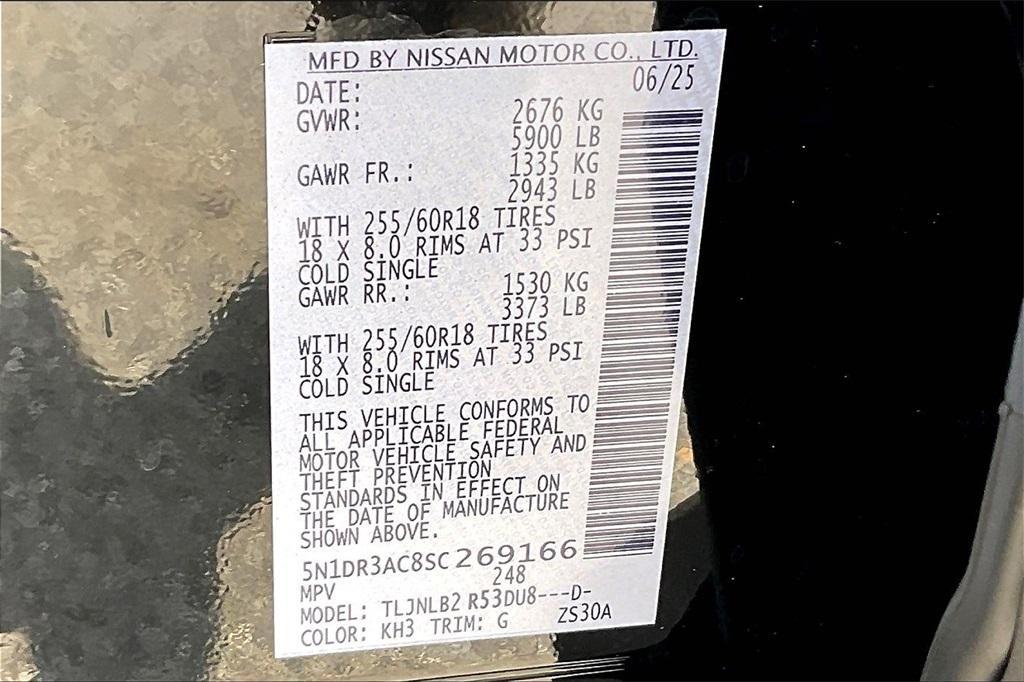 MFD BY NISSAN MOTOR CO., LTD.
DATE: 06/25
GVWR: 2676 KG
5900 LB
GAWR FR.: 1335 KG
2943 LB
WITH 255/60R18 TIRES
18 X 8.0 RIMS AT 33 PSI
COLD SINGLE
GAWR RR.: 1530 KG
3373 LB
WITH 255/60R18 TIRES
18 X 8.0 RIMS AT 33 PSI
COLD SINGLE
THIS VEHICLE CONFORMS TO
ALL APPLICABLE FEDERAL
MOTOR VEHICLE SAFETY AND
THEFT PREVENTION
STANDARDS IN EFFECT ON
THE DATE OF MANUFACTURE
SHOWN ABOVE.
5N1DR3AC8SC269166
MPV 248
MODEL: TLJNLB2 R53DU8---D-
COLOR: KH3 TRIM: G ZS30A